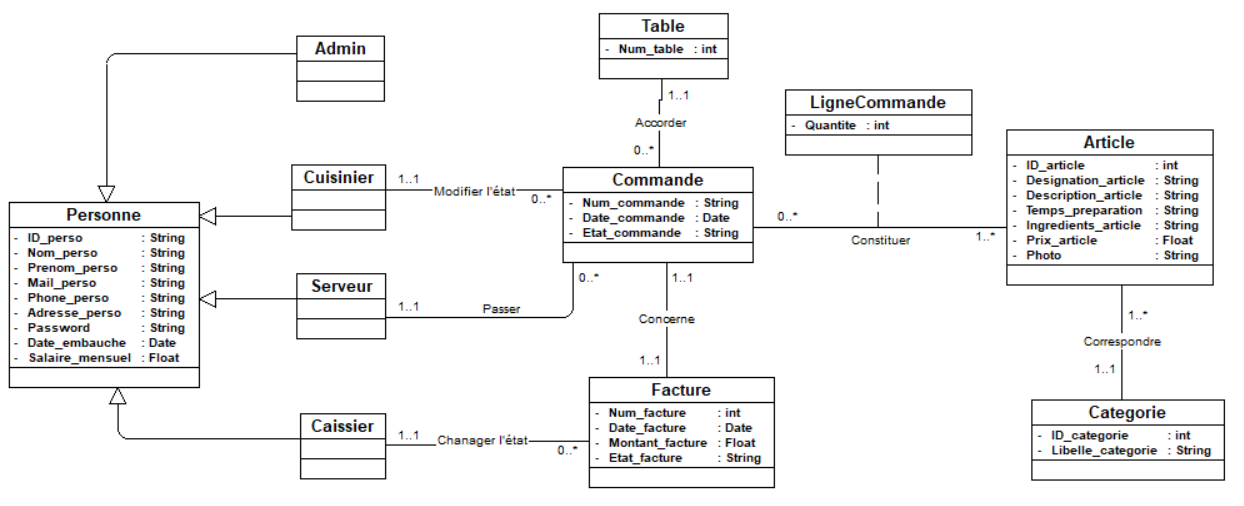 Table
- Num_table : int
1..1
Accorder
0..*
Admin
LigneCommande
- Quantite : int
Article
- ID_article : int
- Designation_article : String
- Description_article : String
- Temps_preparation : String
- Ingredients_article : String
- Prix_article : Float
- Photo : String
Cuisinier
1..1
Modifier l'état
0..*
Commande
- Num_commande : String
- Date_commande : Date
- Etat_commande : String
0..*
Constituer
1..*
Personne
- ID_perso : String
- Nom_perso : String
- Prenom_perso : String
- Mail_perso : String
- Phone_perso : String
- Adresse_perso : String
- Password : String
- Date_embauche : Date
- Salaire_mensuel : Float
Serveur
1..1
Passer
0..*
1..1
Concerne
1..1
1..*
Correspondre
1..1
Facture
- Num_facture : int
- Date_facture : Date
- Montant_facture : Float
- Etat_facture : String
Caissier
1..1
Chanager l'état
0..*
Categorie
- ID_categorie : int
- Libelle_categorie : String